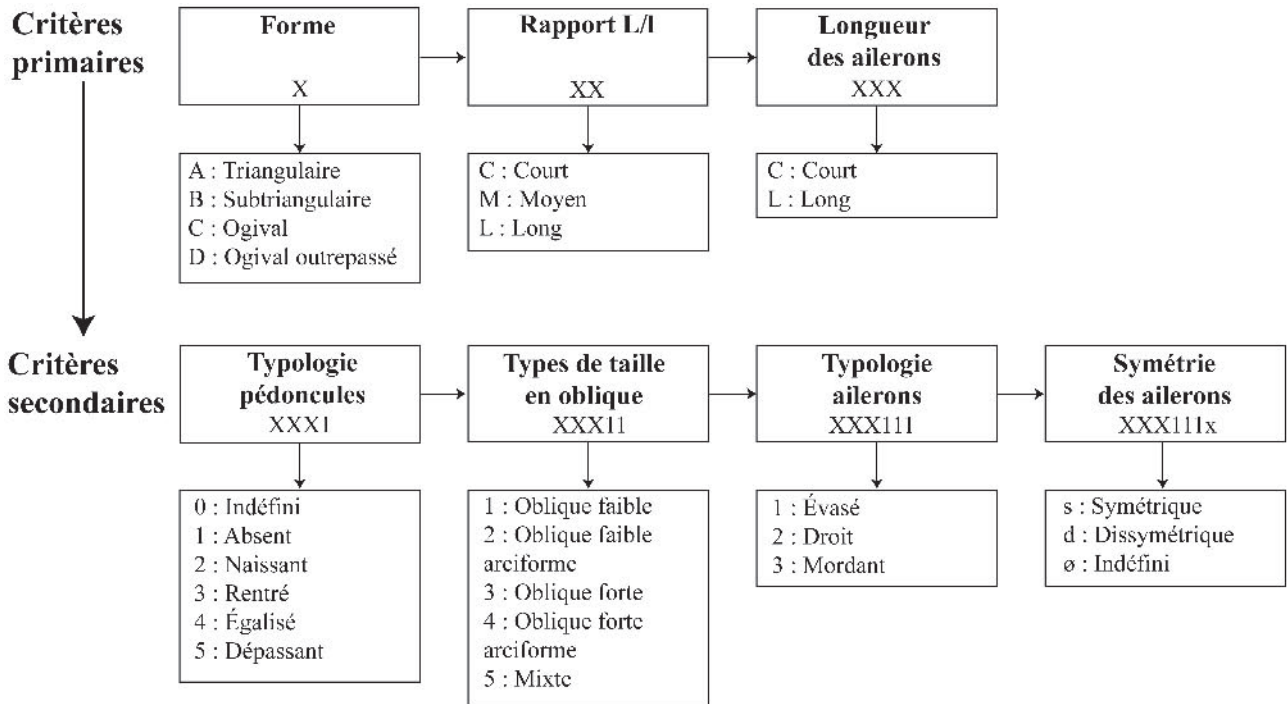 Critères
primaires
Forme
X
Rapport L/l
XX
Longueur
des ailerons
XXX
A : Triangulaire
B : Subtriangulaire
C : Ogival
D : Ogival outrepassé
C : Court
M : Moyen
L : Long
C : Court
L : Long
Critères
secondaires
Typologie
pédoncules
XXX1
Types de taille
en oblique
XXX11
Typologie
ailerons
XXX111
Symétrie
des ailerons
XXX111x
0 : Indéfini
1 : Absent
2 : Naissant
3 : Rentré
4 : Égalisé
5 : Dépassant
1 : Oblique faible
2 : Oblique faible
arciforme
3 : Oblique forte
4 : Oblique forte
arciforme
5 : Mixte
1 : Évasé
2 : Droit
3 : Mordant
s : Symétrique
d : Dissymétrique
ø : Indéfini